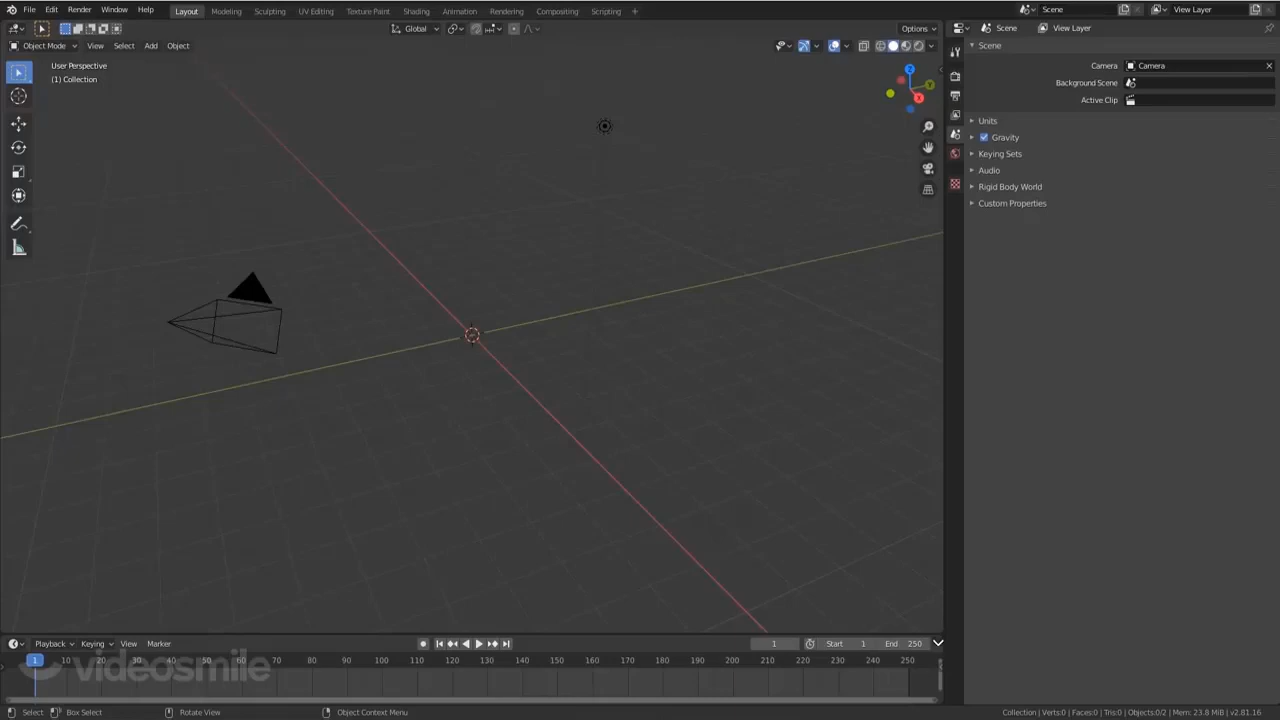 File Edit Render Window Help Layout Modeling Sculpting UV Editing Texture Paint Shading Animation Rendering Compositing Scripting + Scene View Layer
Global Options Scene View Layer
Object Mode View Select Add Object Scene
User Perspective
(1) Collection
Z
Y
X
Camera Camera
Background Scene
Active Clip
Units
Gravity
Keying Sets
Audio
Rigid Body World
Custom Properties
Playback Keying View Marker 1 Start 1 End 250
1 10 20 30 40 50 60 70 80 90 100 110 120 130 140 150 160 170 180 190 200 210 220 230 240 250
videosmile
Select Box Select Rotate View Object Context Menu Collection | Verts:0 | Faces:0 | Tris:0 | Objects:0/2 | Mem: 23.8 MiB | v2.81.16